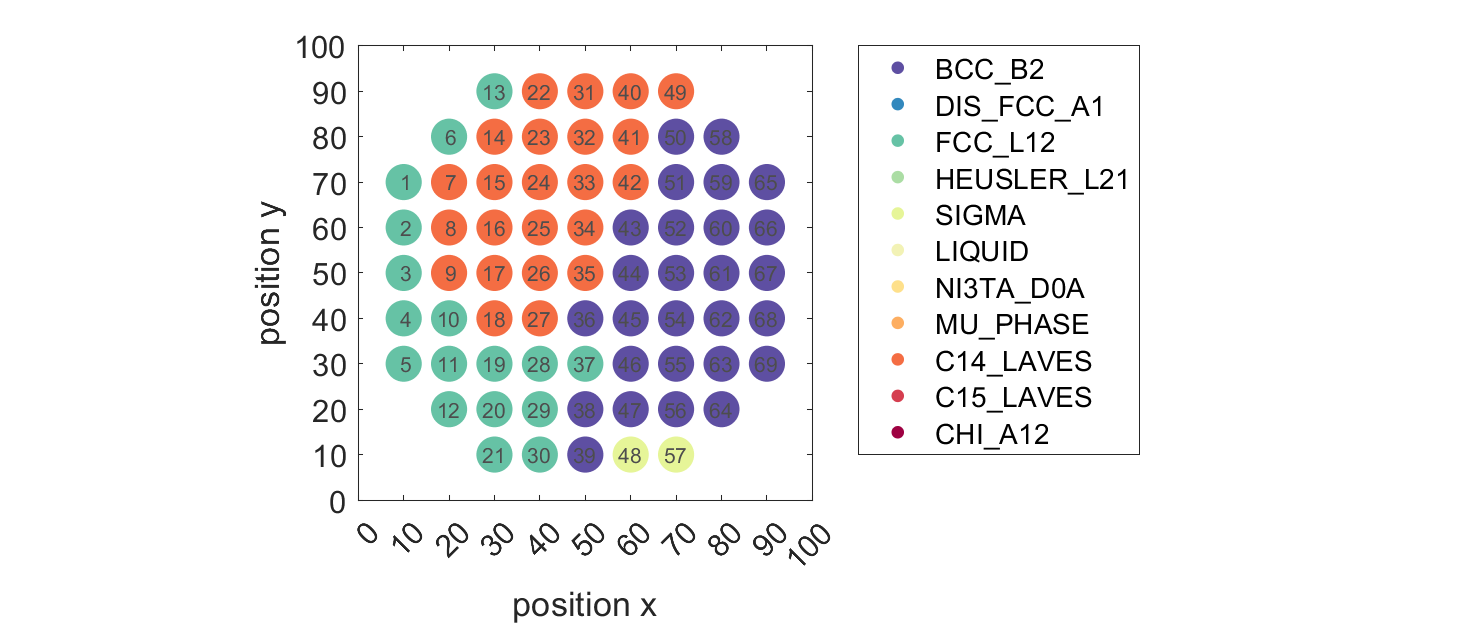 100
90
80
70
60
50
40
30
20
10
0
position y
13 22 31 40 49
6 14 23 32 41 50 58
1 7 15 24 33 42 51 59 65
2 8 16 25 34 43 52 60 66
3 9 17 26 35 44 53 61 67
4 10 18 27 36 45 54 62 68
5 11 19 28 37 46 55 63 69
12 20 29 38 47 56 64
21 30 39 48 57
0 10 20 30 40 50 60 70 80 90 100
position x
BCC_B2
DIS_FCC_A1
FCC_L12
HEUSLER_L21
SIGMA
LIQUID
NI3TA_D0A
MU_PHASE
C14_LAVES
C15_LAVES
CHI_A12